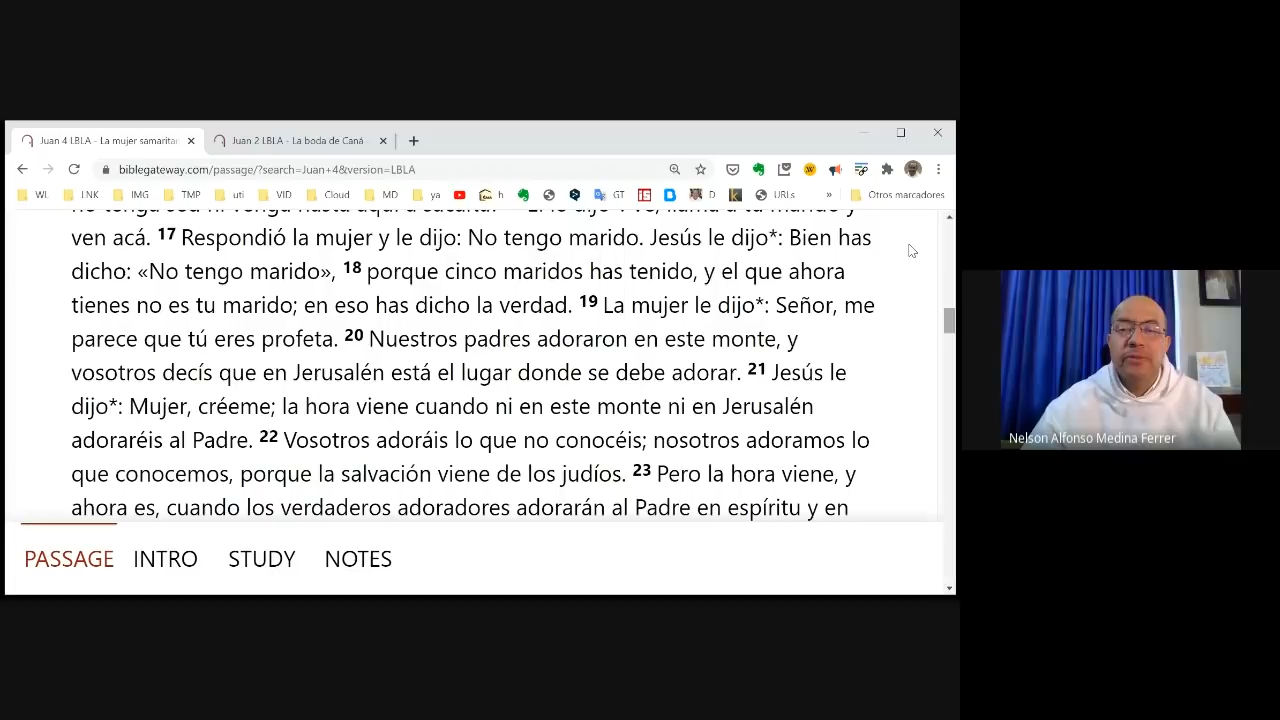 Juan 4 LBLA - La mujer samaritan
Juan 2 LBLA - La boda de Caná
biblegateway.com/passage/?search=Juan+4&version=LBLA
WL LNK IMG TMP uti VID Cloud MD ya h GT D URLs » Otros marcadores
ven acá. 17 Respondió la mujer y le dijo: No tengo marido. Jesús le dijo*: Bien has
dicho: «No tengo marido», 18 porque cinco maridos has tenido, y el que ahora
tienes no es tu marido; en eso has dicho la verdad. 19 La mujer le dijo*: Señor, me
parece que tú eres profeta. 20 Nuestros padres adoraron en este monte, y
vosotros decís que en Jerusalén está el lugar donde se debe adorar. 21 Jesús le
dijo*: Mujer, créeme; la hora viene cuando ni en este monte ni en Jerusalén
adoraréis al Padre. 22 Vosotros adoráis lo que no conocéis; nosotros adoramos lo
que conocemos, porque la salvación viene de los judíos. 23 Pero la hora viene, y
ahora es, cuando los verdaderos adoradores adorarán al Padre en espíritu y en
PASSAGE INTRO STUDY NOTES
Nelson Alfonso Medina Ferrer